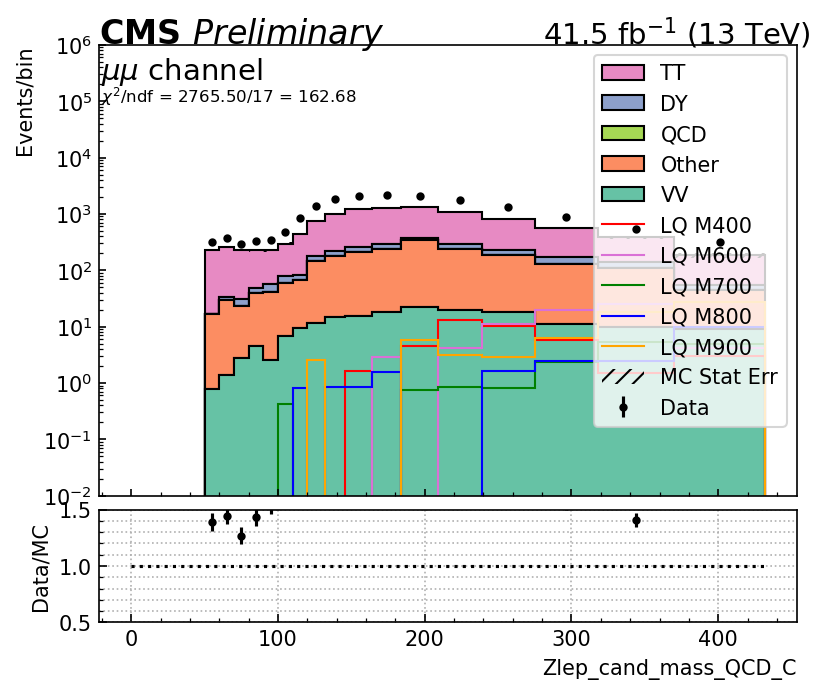 CMS Preliminary 41.5 fb⁻¹ (13 TeV)
μμ channel
χ²/ndf = 2765.50/17 = 162.68
Events/bin
10⁶
10⁵
10⁴
10³
10²
10¹
10⁰
10⁻¹
10⁻²
TT
DY
QCD
Other
VV
LQ M400
LQ M600
LQ M700
LQ M800
LQ M900
MC Stat Err
Data
Data/MC
1.5
1.0
0.5
0 100 200 300 400
Zlep_cand_mass_QCD_C